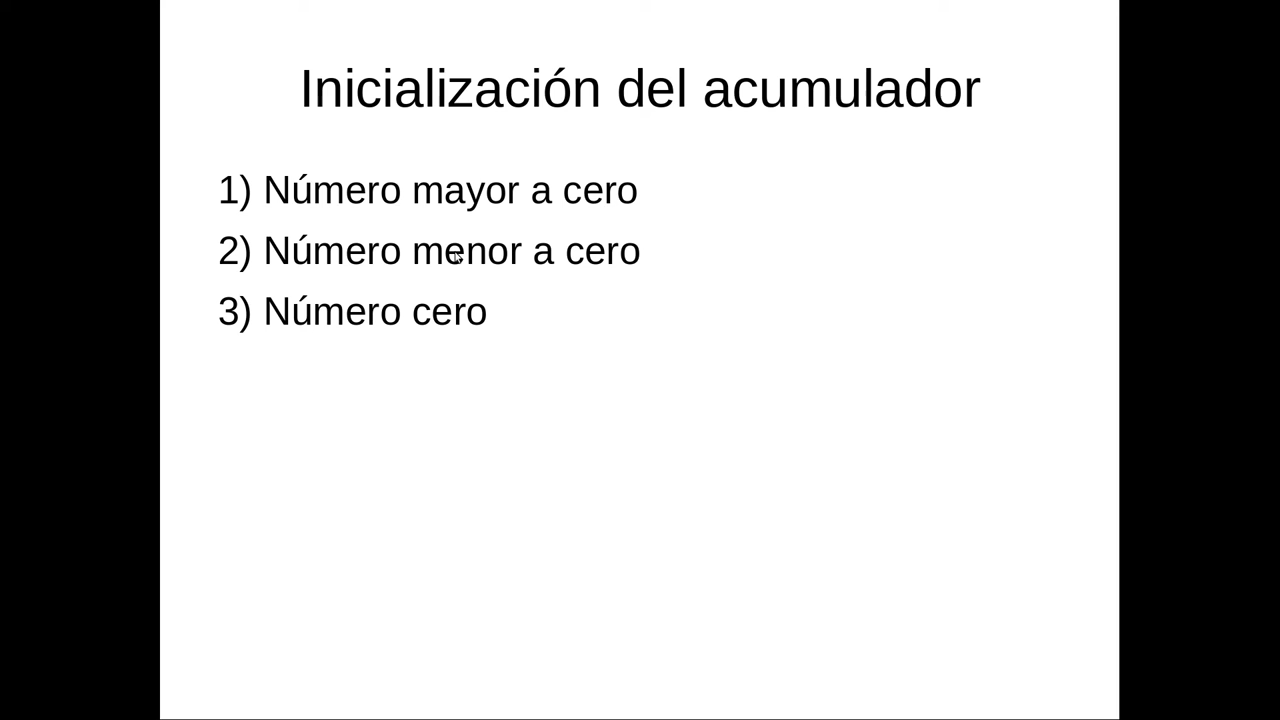 Inicialización del acumulador
1) Número mayor a cero
2) Número menor a cero
3) Número cero